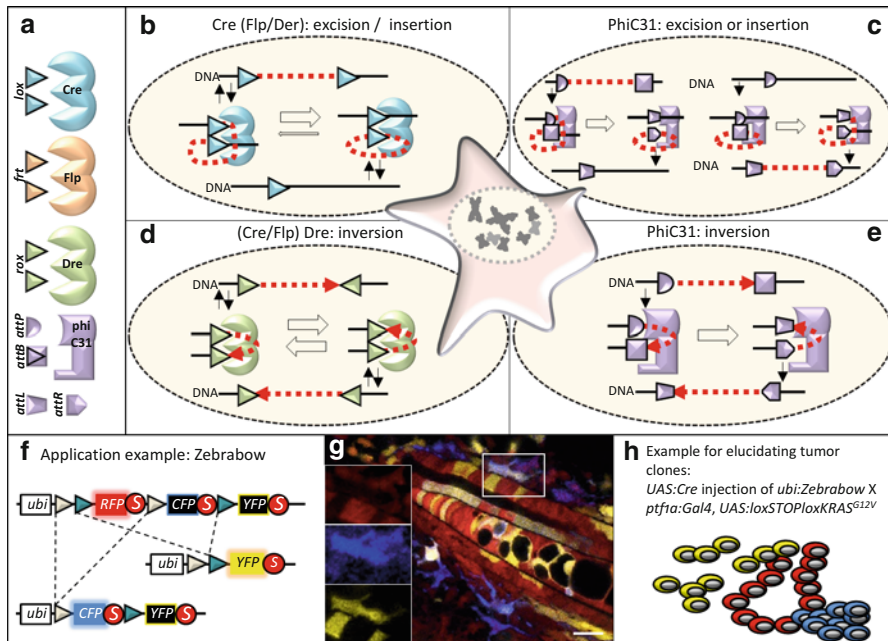 a
lox
Cre
frt
Flp
rox
Dre
attP
attB
phi
C31
attL
attR
b
Cre (Flp/Der): excision / insertion
DNA
DNA
c
PhiC31: excision or insertion
DNA
DNA
DNA
d
(Cre/Flp) Dre: inversion
DNA
DNA
e
PhiC31: inversion
DNA
DNA
f Application example: Zebrabow
ubi RFP S CFP S YFP S
ubi YFP S
ubi CFP S YFP S
g
h Example for elucidating tumor
clones:
UAS:Cre injection of ubi:Zebrabow X
ptf1a:Gal4, UAS:loxSTOPloxKRASG12V